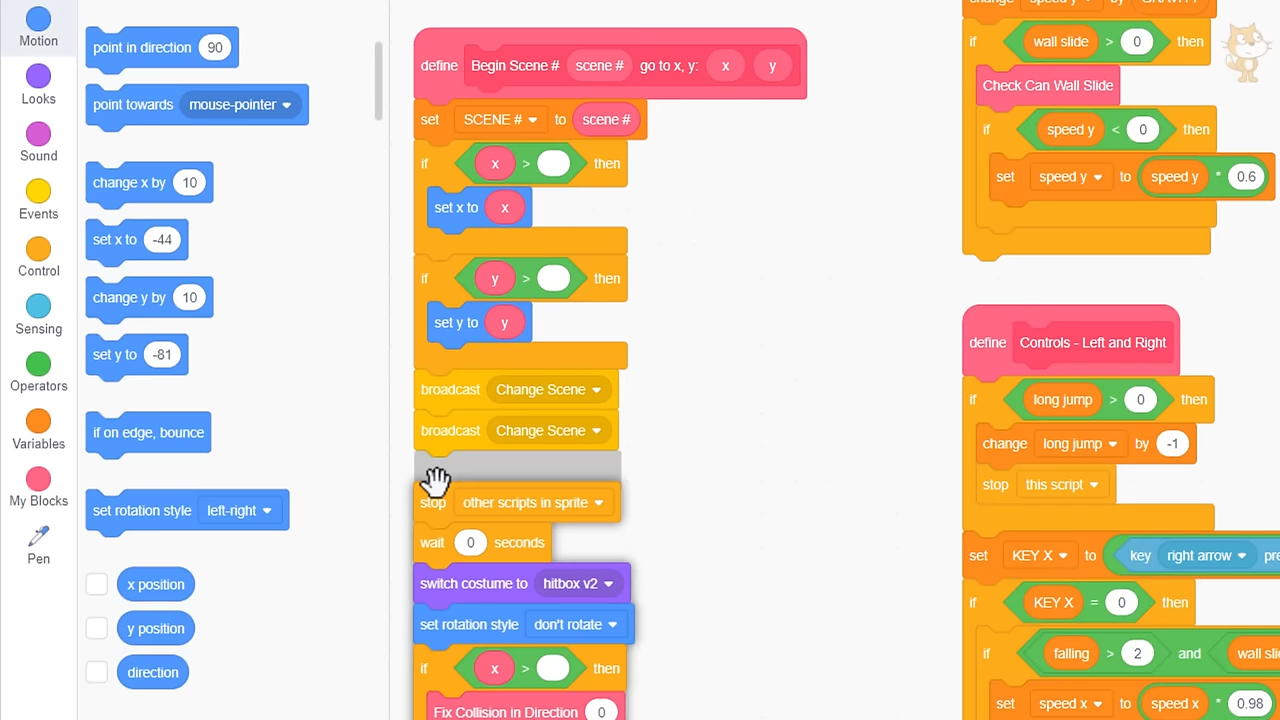 Motion
Looks
Sound
Events
Control
Sensing
Operators
Variables
My Blocks
Pen
point in direction 90
point towards mouse-pointer
change x by 10
set x to -44
change y by 10
set y to -81
if on edge, bounce
set rotation style left-right
x position
y position
direction
define Begin Scene # scene # go to x, y: x y
set SCENE # to scene #
if x > then
set x to x
if y > then
set y to y
broadcast Change Scene
broadcast Change Scene
stop other scripts in sprite
wait 0 seconds
switch costume to hitbox v2
set rotation style don't rotate
if x > then
Fix Collision in Direction 0
change speed y by GRAVITY
if wall slide > 0 then
Check Can Wall Slide
if speed y < 0 then
set speed y to speed y * 0.6
define Controls - Left and Right
if long jump > 0 then
change long jump by -1
stop this script
set KEY X to key right arrow pre
if KEY X = 0 then
if falling > 2 and wall sli
set speed x to speed x * 0.98